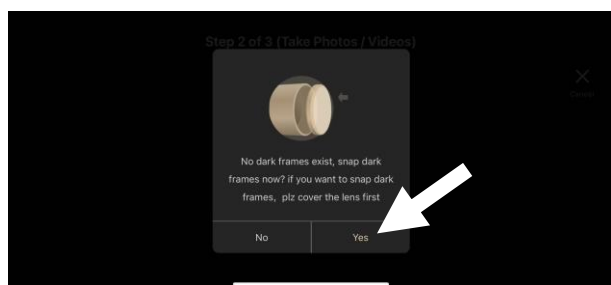 Step 2 of 3 (Take Photos / Videos)
Cancel
No dark frames exist, snap dark
frames now? if you want to snap dark
frames, plz cover the lens first
No
Yes